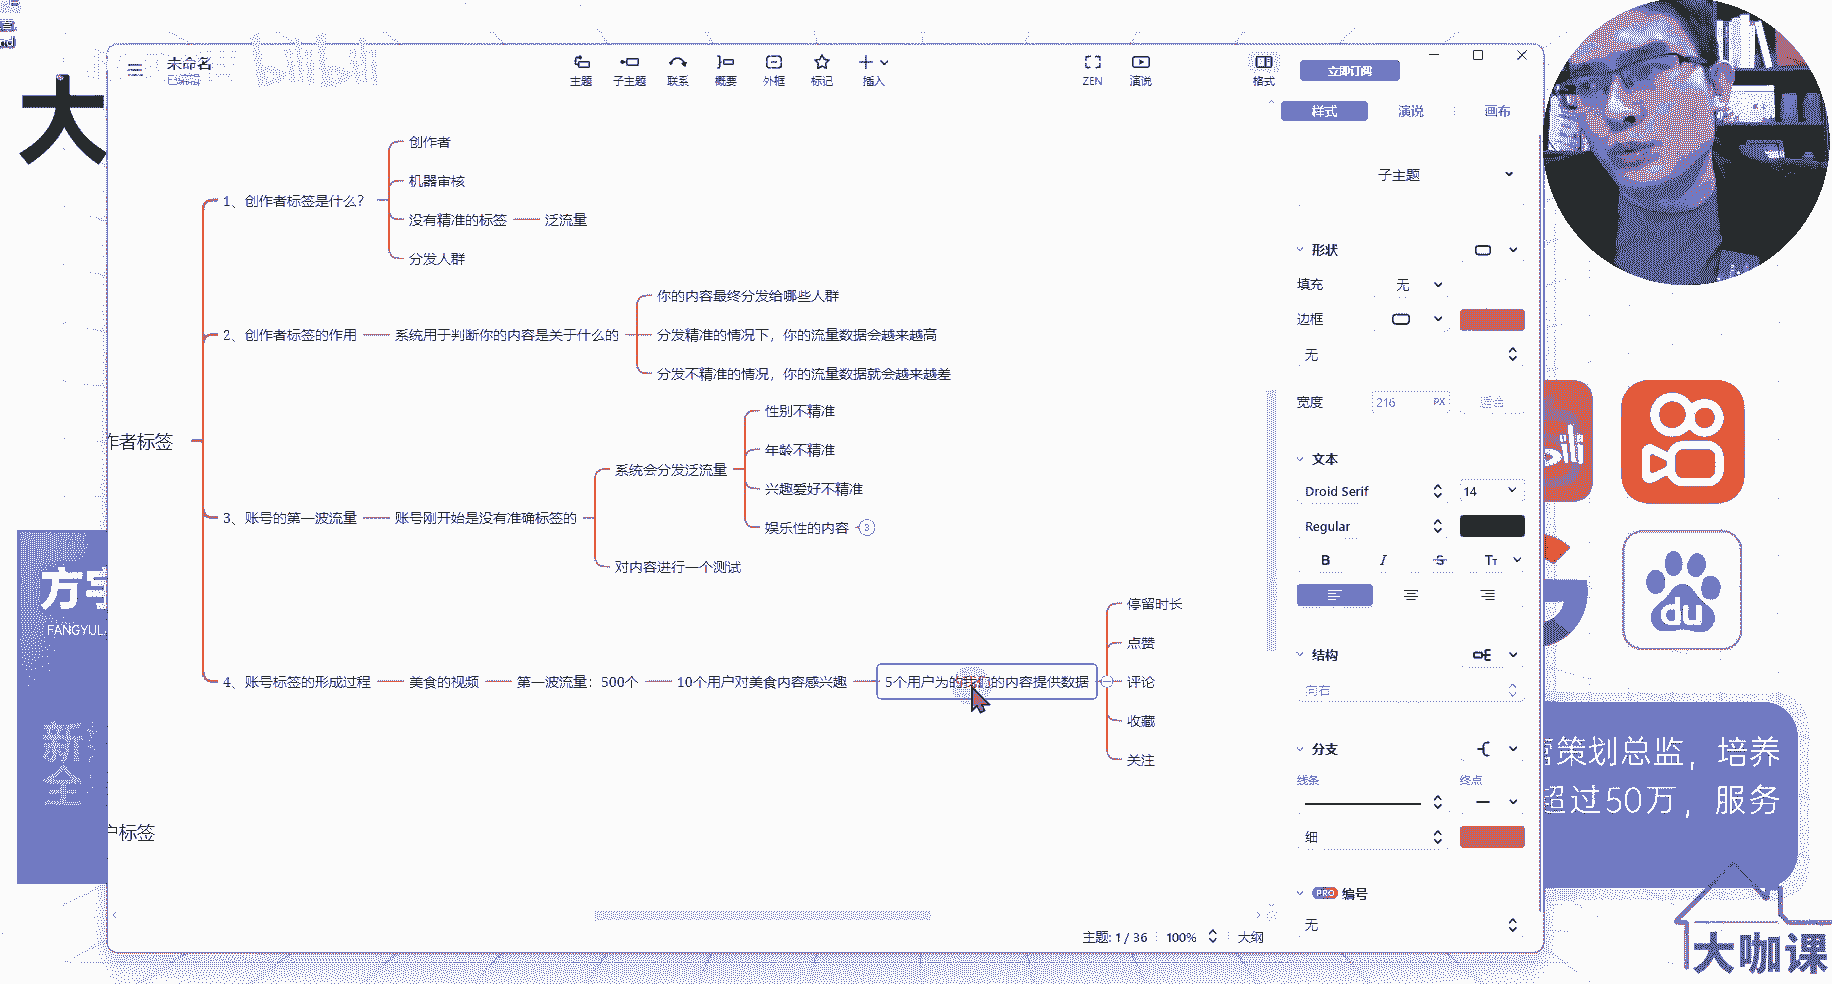 大
未命名
已编辑
bilibili
主题
子主题
联系
概要
外框
标记
插入
ZEN
演说
格式
立即订阅
样式
演说
画布
创作者
机器审核
1、创作者标签是什么?
没有精准的标签
泛流量
分发人群
你的内容最终分发给哪些人群
2、创作者标签的作用
系统用于判断你的内容是关于什么的
分发精准的情况下，你的流量数据会越来越高
分发不精准的情况，你的流量数据就会越来越差
作者标签
性别不精准
年龄不精准
系统会分发泛流量
兴趣爱好不精准
3、账号的第一波流量
账号刚开始是没有准确标签的
娱乐性的内容
3
对内容进行一个测试
停留时长
点赞
4、账号标签的形成过程
美食的视频
第一波流量：500个
10个用户对美食内容感兴趣
5个用户为的我们的内容提供数据
评论
收藏
关注
户标签
子主题
形状
填充
无
边框
无
宽度
216
PX
文本
Droid Serif
14
Regular
B
I
S
Tт
结构
向右
分支
线条
终点
细
PRO
编号
无
主题: 1 / 36
100%
大纲
方宇
FANGYUL
新
全
du
营策划总监，培养
超过50万，服务
大咖课